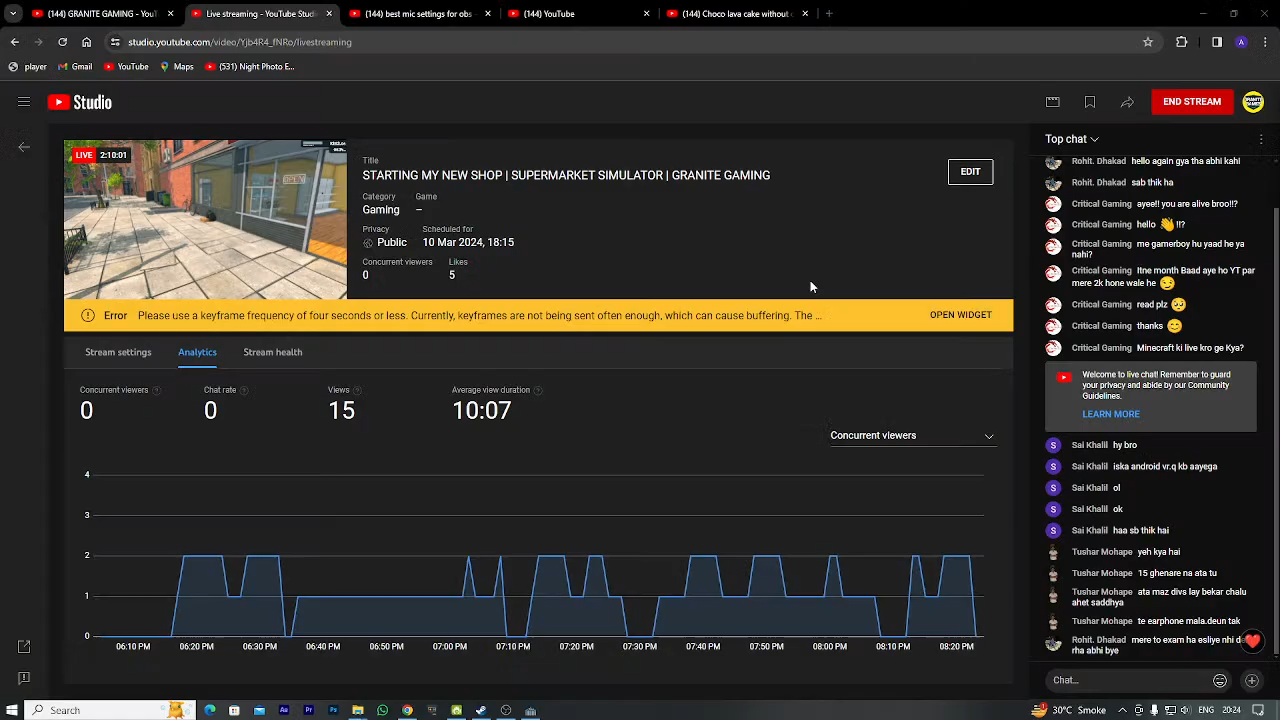 (144) GRANITE GAMING - YouT
Live streaming - YouTube Studio
(144) best mic settings for obs
(144) YouTube
(144) Choco lava cake without
studio.youtube.com/video/Yjb4R4_fNRo/livestreaming
player
Gmail
YouTube
Maps
(531) Night Photo E...
A
Studio
END STREAM
LIVE 2:10:01
OPEN
Title
STARTING MY NEW SHOP | SUPERMARKET SIMULATOR | GRANITE GAMING
EDIT
Category Game
Gaming –
Privacy Scheduled for
Public 10 Mar 2024, 18:15
Concurrent viewers Likes
0 5
Error Please use a keyframe frequency of four seconds or less. Currently, keyframes are not being sent often enough, which can cause buffering. The ...
OPEN WIDGET
Stream settings Analytics Stream health
Concurrent viewers Chat rate Views Average view duration
0 0 15 10:07
Concurrent viewers
4
3
2
1
0
06:10 PM 06:20 PM 06:30 PM 06:40 PM 06:50 PM 07:00 PM 07:10 PM 07:20 PM 07:30 PM 07:40 PM 07:50 PM 08:00 PM 08:10 PM 08:20 PM
Top chat
Rohit. Dhakad hello again gya tha abhi kahl
Rohit. Dhakad sab thik ha
Critical Gaming ayee!! you are alive broo!!?
Critical Gaming hello 👋 !!?
Critical Gaming me gameboy hu yaad he ya
nahi?
Critical Gaming Itne month Baad aye ho YT par
mere 2k hone wale he 😏
Critical Gaming read plz 🥺
Critical Gaming thanks 😊
Critical Gaming Minecraft ki live kro ge Kya?
Welcome to live chat! Remember to guard
your privacy and abide by our Community
Guidelines.
LEARN MORE
S Sai Khalil hy bro
S Sai Khalil iska android vr.q kb aayega
S Sai Khalil ol
S Sai Khalil ok
S Sai Khalil haa sb thik hai
Tushar Mohape yeh kya hai
Tushar Mohape 15 ghenare na ata tu
Tushar Mohape ata maz divs lay bekar chalu
ahet saddhya
Tushar Mohape te earphone mala.deun tak
Rohit. Dhakad mere to exam ha esliye nhi d
rha abhi bye
Chat...
Search
Ae
Pr
Ps
30°C Smoke
ENG
2024